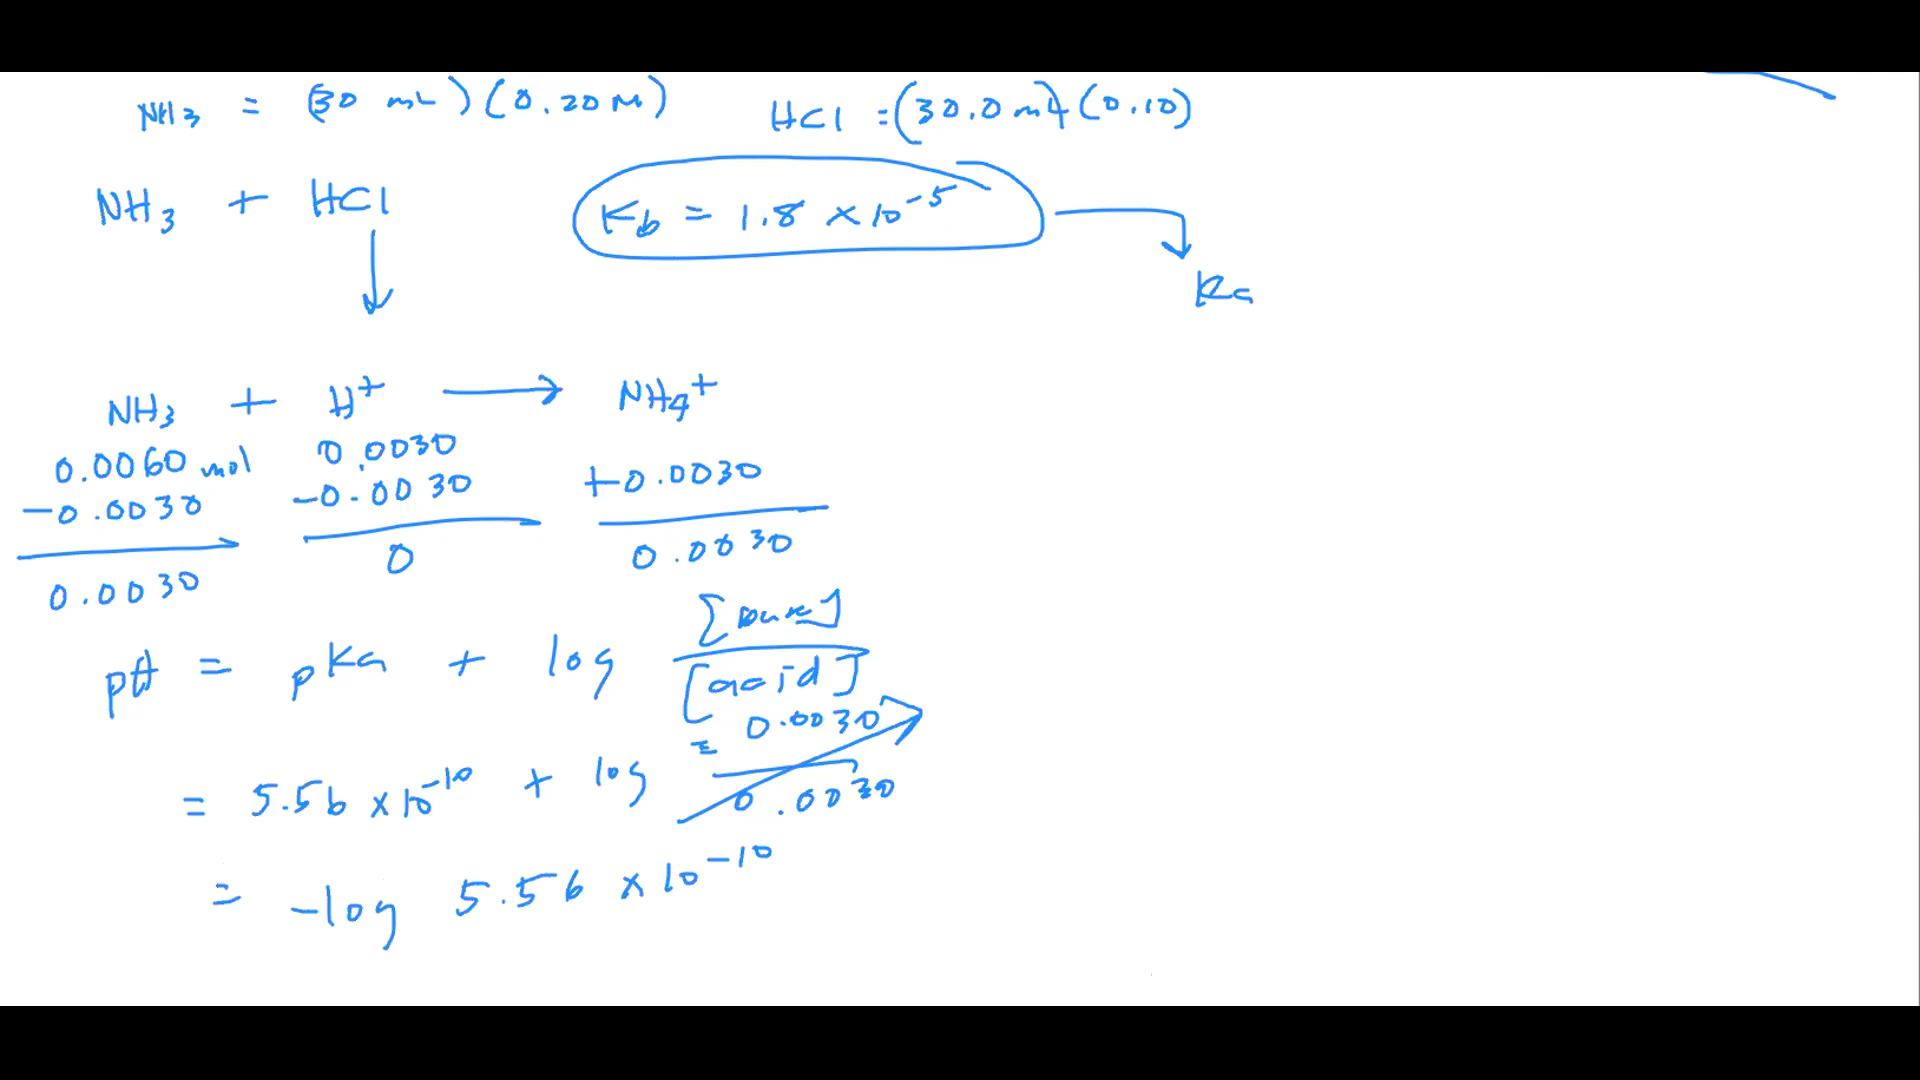 NH3 = (30 mL)(0.20M) HCl = (30.0 mL)(0.10)
NH3 + HCl Kb = 1.8 x 10^-5
Ka
NH3 + H+ → NH4+
0.0060 mol 0.0030
-0.0030 -0.0030 +0.0030
0.0030 0 0.0030
pH = pKa + log [base]/[acid]
= 5.56 x 10^-10 + log = 0.0030/0.0030
= -log 5.56 x 10^-10